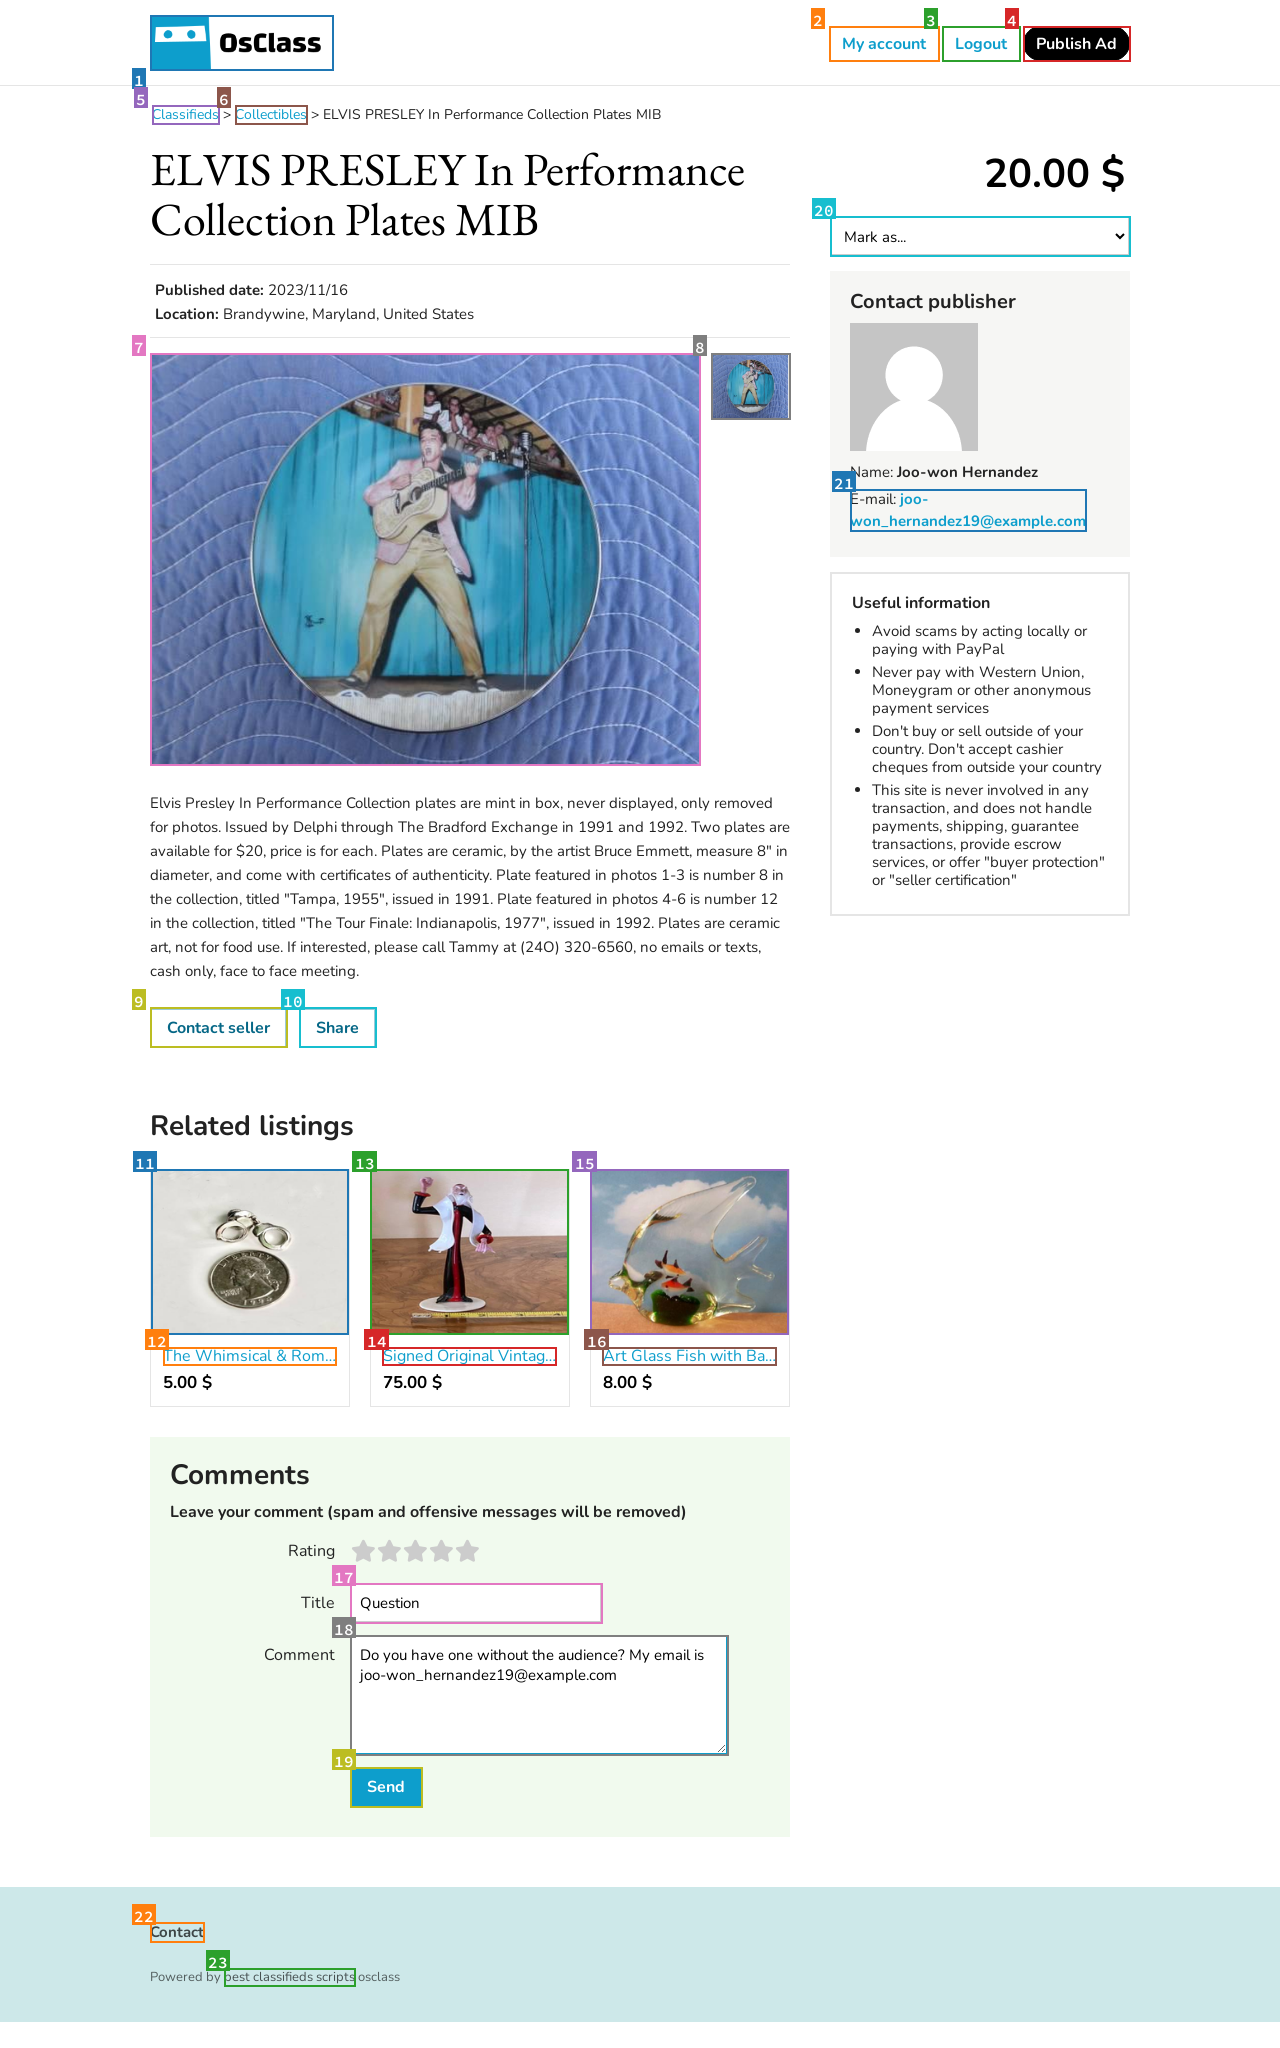 OsClass
1
2
My account
3
Logout
4
Publish Ad
5
Classifieds >
6
Collectibles > ELVIS PRESLEY In Performance Collection Plates MIB
ELVIS PRESLEY In Performance
Collection Plates MIB
20.00 $
20
Mark as...
Published date: 2023/11/16
Location: Brandywine, Maryland, United States
7
8
Contact publisher
Name: Joo-won Hernandez
21
E-mail: joo-
won_hernandez19@example.com
Useful information
Avoid scams by acting locally or
paying with PayPal
Never pay with Western Union,
Moneygram or other anonymous
payment services
Don't buy or sell outside of your
country. Don't accept cashier
cheques from outside your country
This site is never involved in any
transaction, and does not handle
payments, shipping, guarantee
transactions, provide escrow
services, or offer "buyer protection"
or "seller certification"
Elvis Presley In Performance Collection plates are mint in box, never displayed, only removed
for photos. Issued by Delphi through The Bradford Exchange in 1991 and 1992. Two plates are
available for $20, price is for each. Plates are ceramic, by the artist Bruce Emmett, measure 8" in
diameter, and come with certificates of authenticity. Plate featured in photos 1-3 is number 8 in
the collection, titled "Tampa, 1955", issued in 1991. Plate featured in photos 4-6 is number 12
in the collection, titled "The Tour Finale: Indianapolis, 1977", issued in 1992. Plates are ceramic
art, not for food use. If interested, please call Tammy at (24O) 320-6560, no emails or texts,
cash only, face to face meeting.
9
Contact seller
10
Share
Related listings
11
13
15
12
The Whimsical & Rom...
5.00 $
14
Signed Original Vintag...
75.00 $
16
Art Glass Fish with Ba...
8.00 $
Comments
Leave your comment (spam and offensive messages will be removed)
Rating
17
Title
Question
18
Comment
Do you have one without the audience? My email is
joo-won_hernandez19@example.com
19
Send
22
Contact
23
Powered by best classifieds scripts osclass